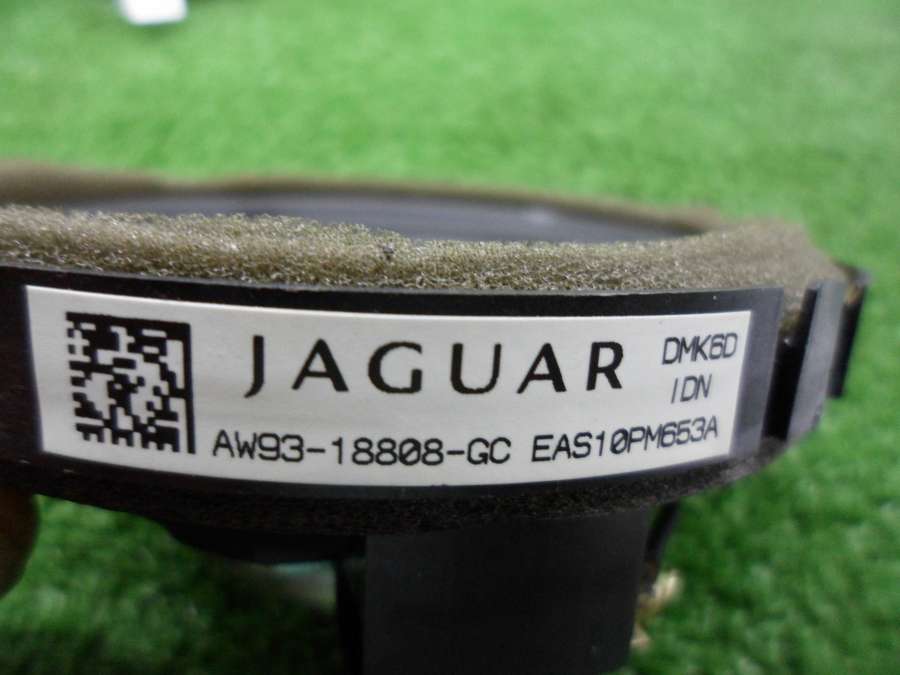 JAGUAR
DMK6D
IDN
AW93-18808-GC EAS10PM653A